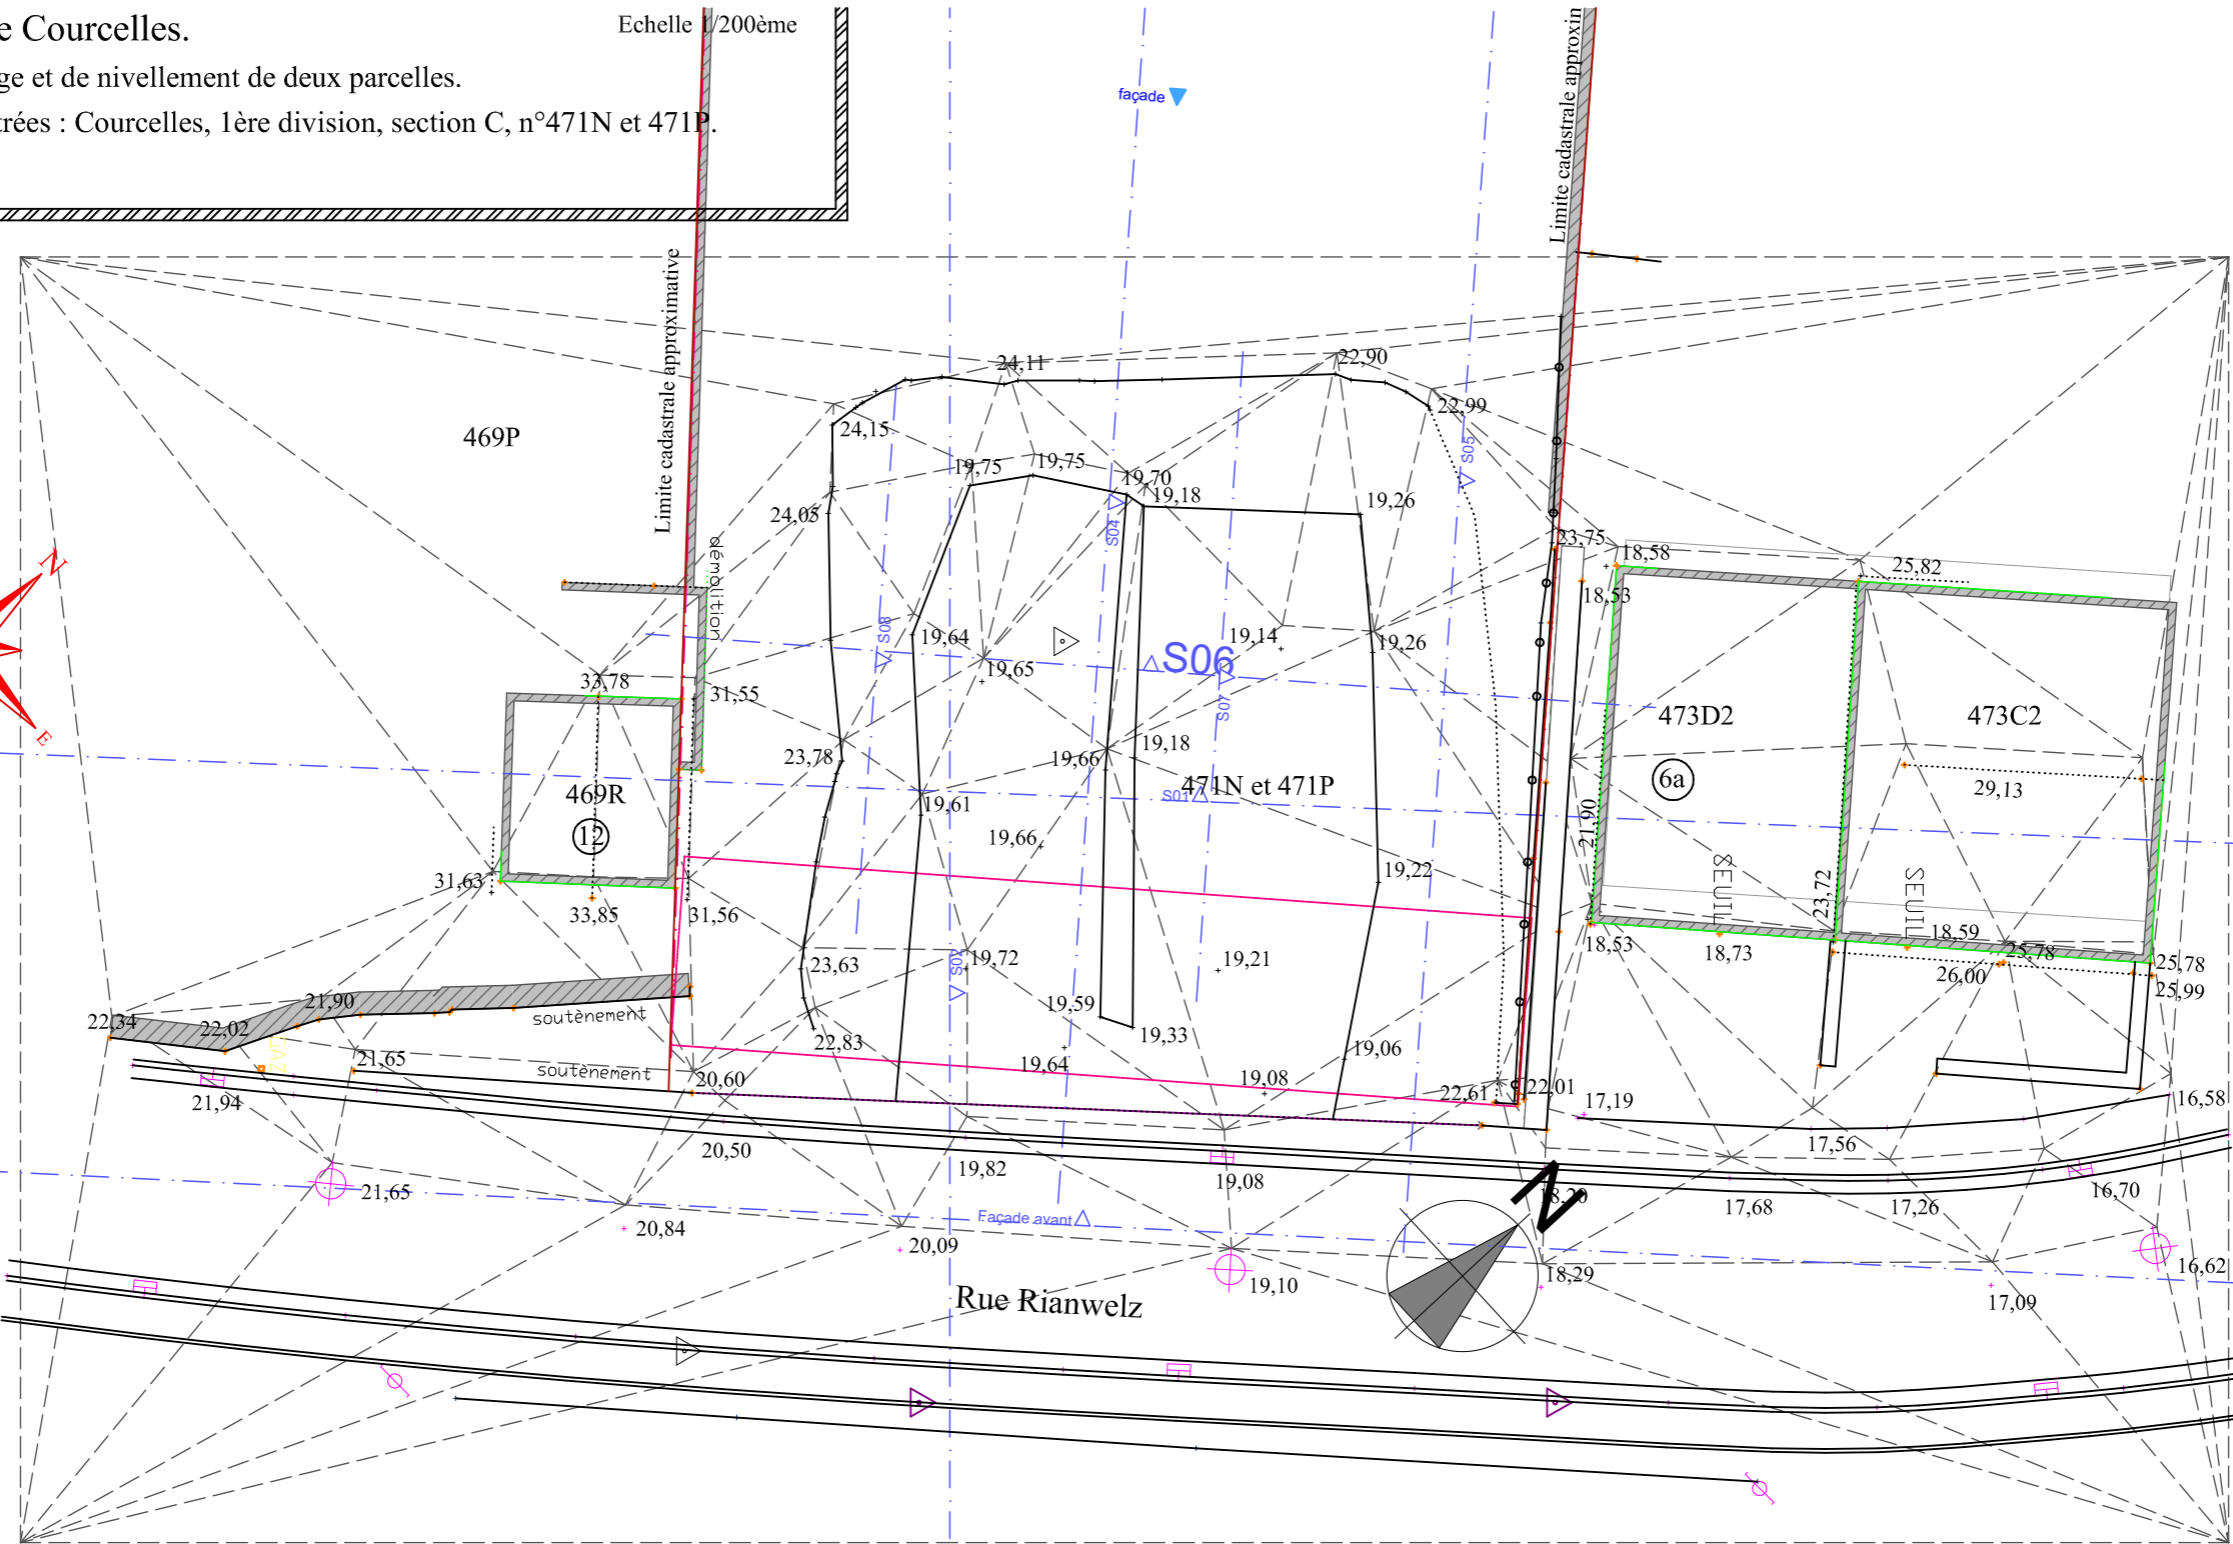 e Courcelles.
Echelle 1/200ème
ge et de nivellement de deux parcelles.
trées : Courcelles, 1ère division, section C, n°471N et 471P.
façade
Limite cadastrale approximative
Limite cadastrale approxin
469P
24,11
22,90
24,15
22,99
19,75
19,75
19,70
19,18
19,26
24,05
S05
S04
23,75
18,58
25,82
démolition
18,53
N
E
S08
19,64
19,65
19,14
S06
19,26
33,78
31,55
S07
473D2
473C2
23,78
19,66
19,18
6a
469R
12
19,61
S01
471N et 471P
29,13
19,66
21,90
SEUIL
SEUIL
23,72
31,63
33,85
31,56
19,22
18,53
18,73
18,59
25,78
25,78
23,63
S02
19,72
19,21
26,00
25,99
22,34
22,02
21,90
soutènement
19,59
19,33
22,83
21,65
soutènement
20,60
19,64
19,08
19,06
22,61
22,01
17,19
16,58
21,94
20,50
19,82
19,08
17,56
21,65
18,20
N
17,68
17,26
16,70
20,84
Façade avant
20,09
19,10
18,29
16,62
17,09
Rue Rianwelz